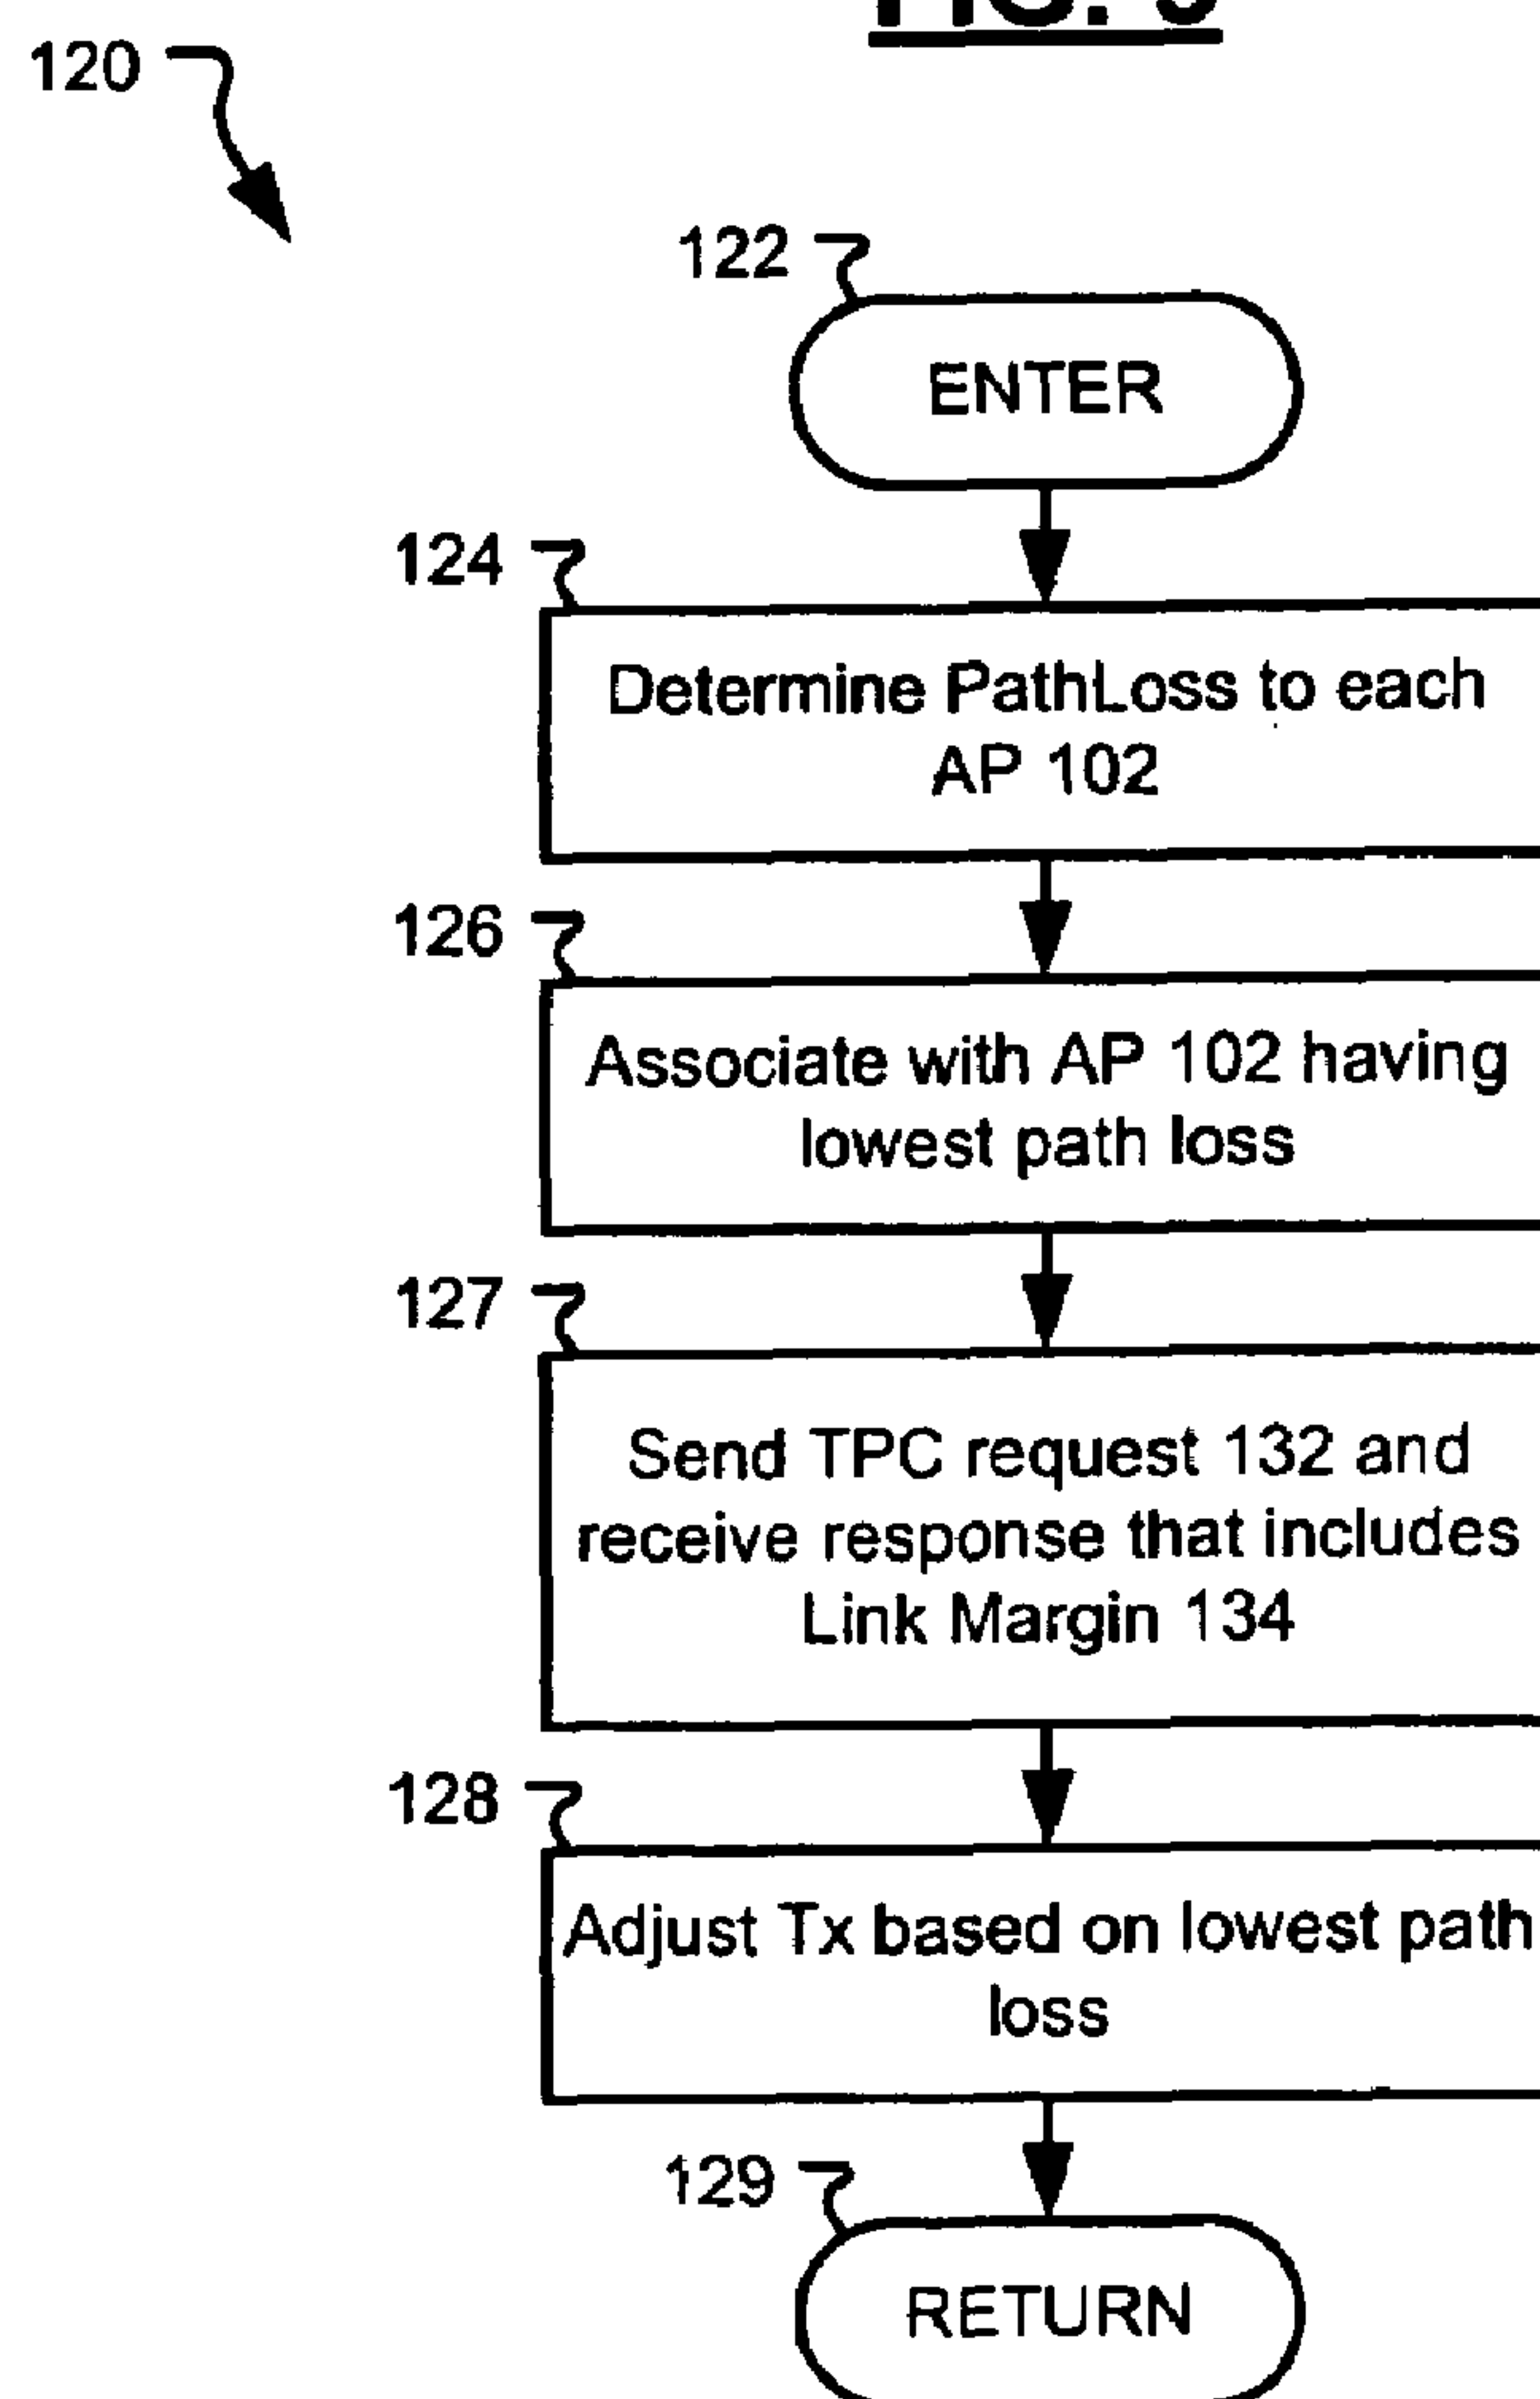 120
122
ENTER
124
Determine PathLoss to each
AP 102
126
Associate with AP 102 having
lowest path loss
127
Send TPC request 132 and
receive response that includes
Link Margin 134
128
Adjust Tx based on lowest path
loss
129
RETURN